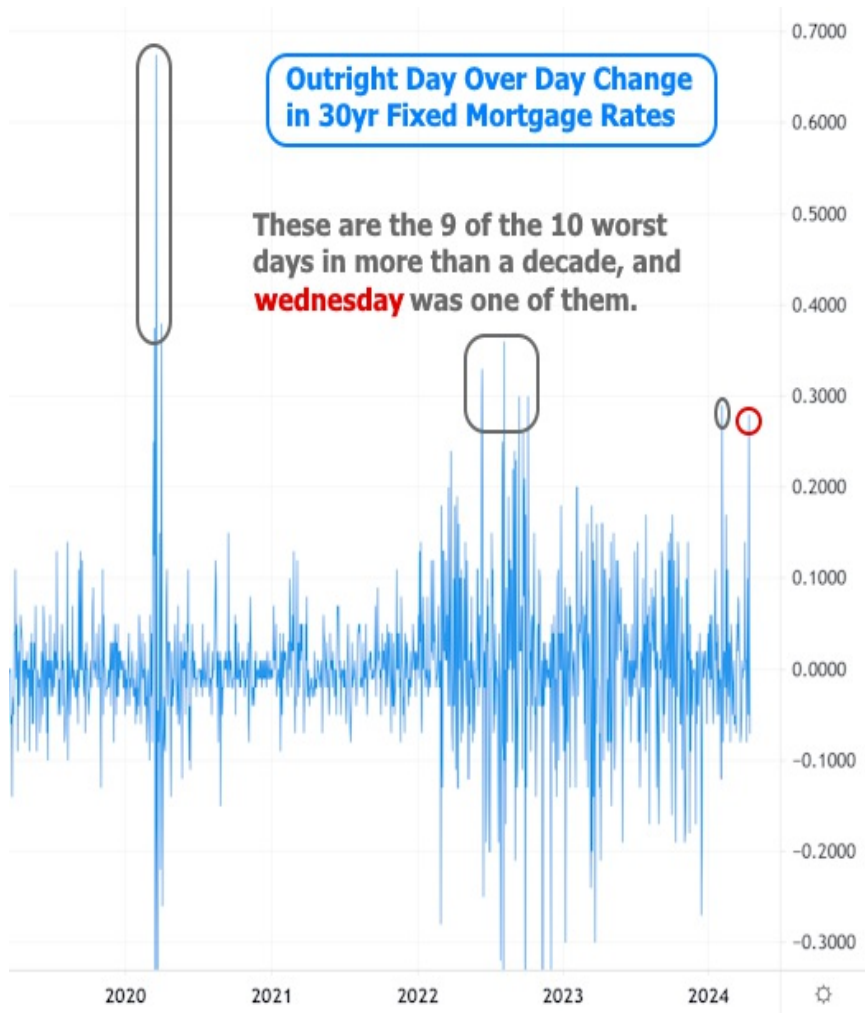 0.7000
Outright Day Over Day Change
in 30yr Fixed Mortgage Rates
0.6000
These are the 9 of the 10 worst
0.5000
days in more than a decade, and
wednesday was one of them.
0.4000
0.3000
0.2000
0.1000
0.0000
−0.1000
−0.2000
−0.3000
2020 2021 2022 2023 2024